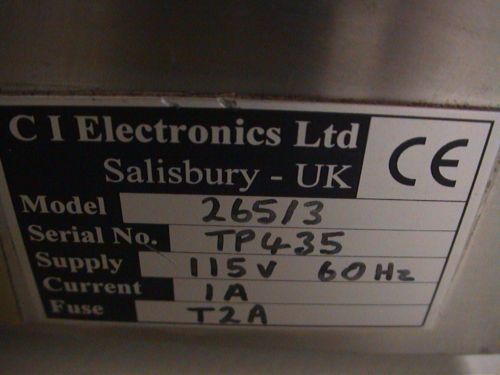 C I Electronics Ltd
Salisbury - UK
CE
Model 265/3
Serial No. TP435
Supply 115V 60Hz
Current 1A
Fuse T2A